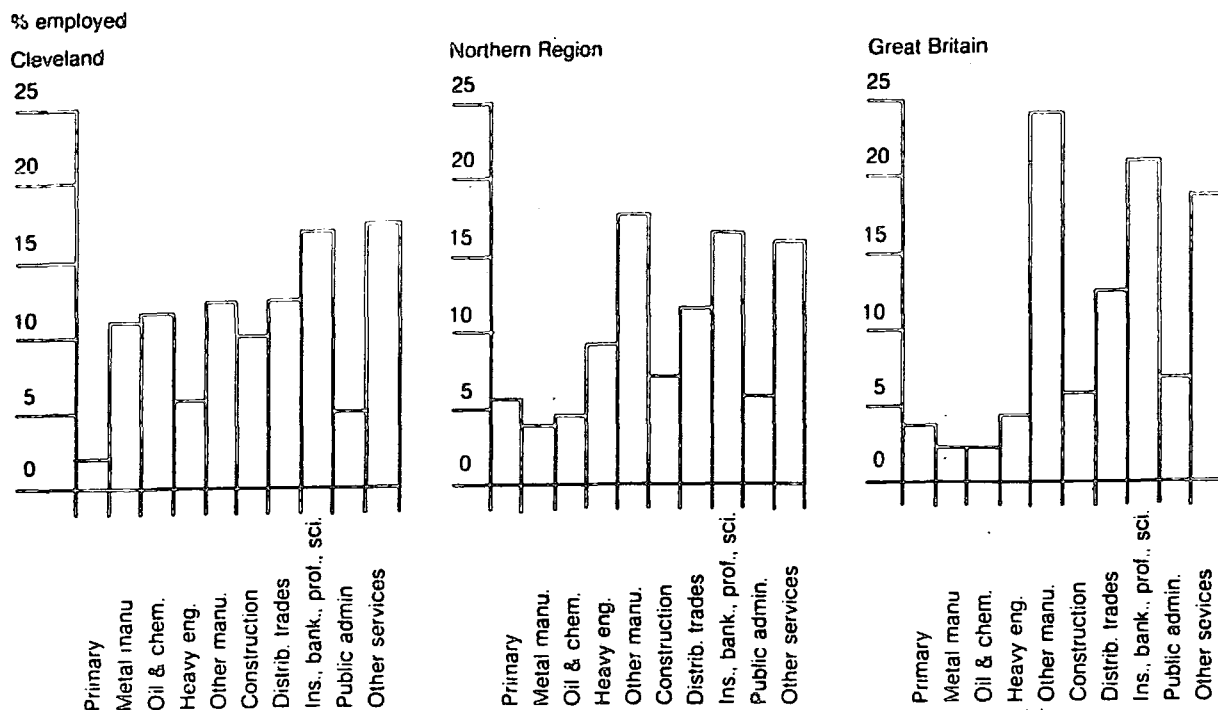 % employed
Cleveland
25
20
15
10
5
0
Primary
Metal manu
Oil & chem.
Heavy eng.
Other manu.
Construction
Distrib. trades
Ins., bank., prof., sci.
Public admin
Other services
Northern Region
25
20
15
10
5
0
Primary
Metal manu.
Oil & chem.
Heavy eng.
Other manu.
Construction
Distrib. trades
Ins., bank., prof., sci.
Public admin.
Other services
Great Britain
25
20
15
10
5
0
Primary
Metal manu
Oil & chem.
Heavy eng.
Other manu.
Construction
Distrib. trades
Ins., bank., prof., sci.
Public admin.
Other sevices